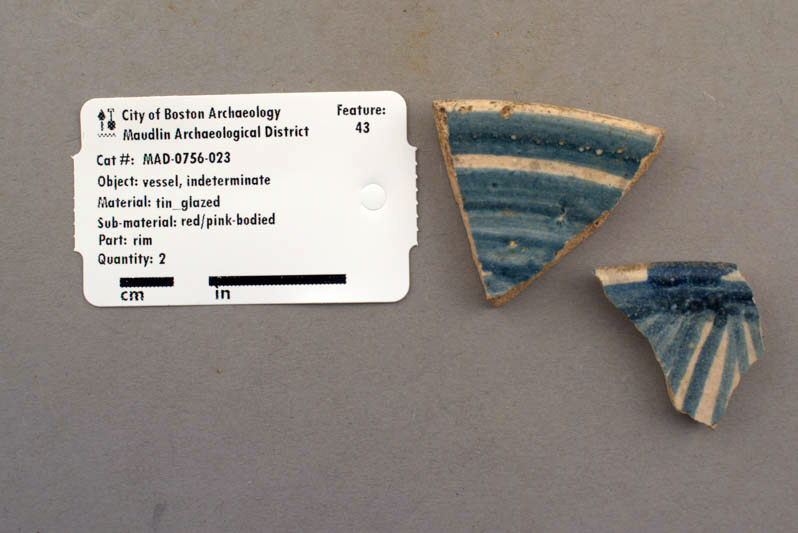 City of Boston Archaeology
Maudlin Archaeological District
Feature:
43
Cat #: MAD-0756-023
Object: vessel, indeterminate
Material: tin_glazed
Sub-material: red/pink-bodied
Part: rim
Quantity: 2
cm
in